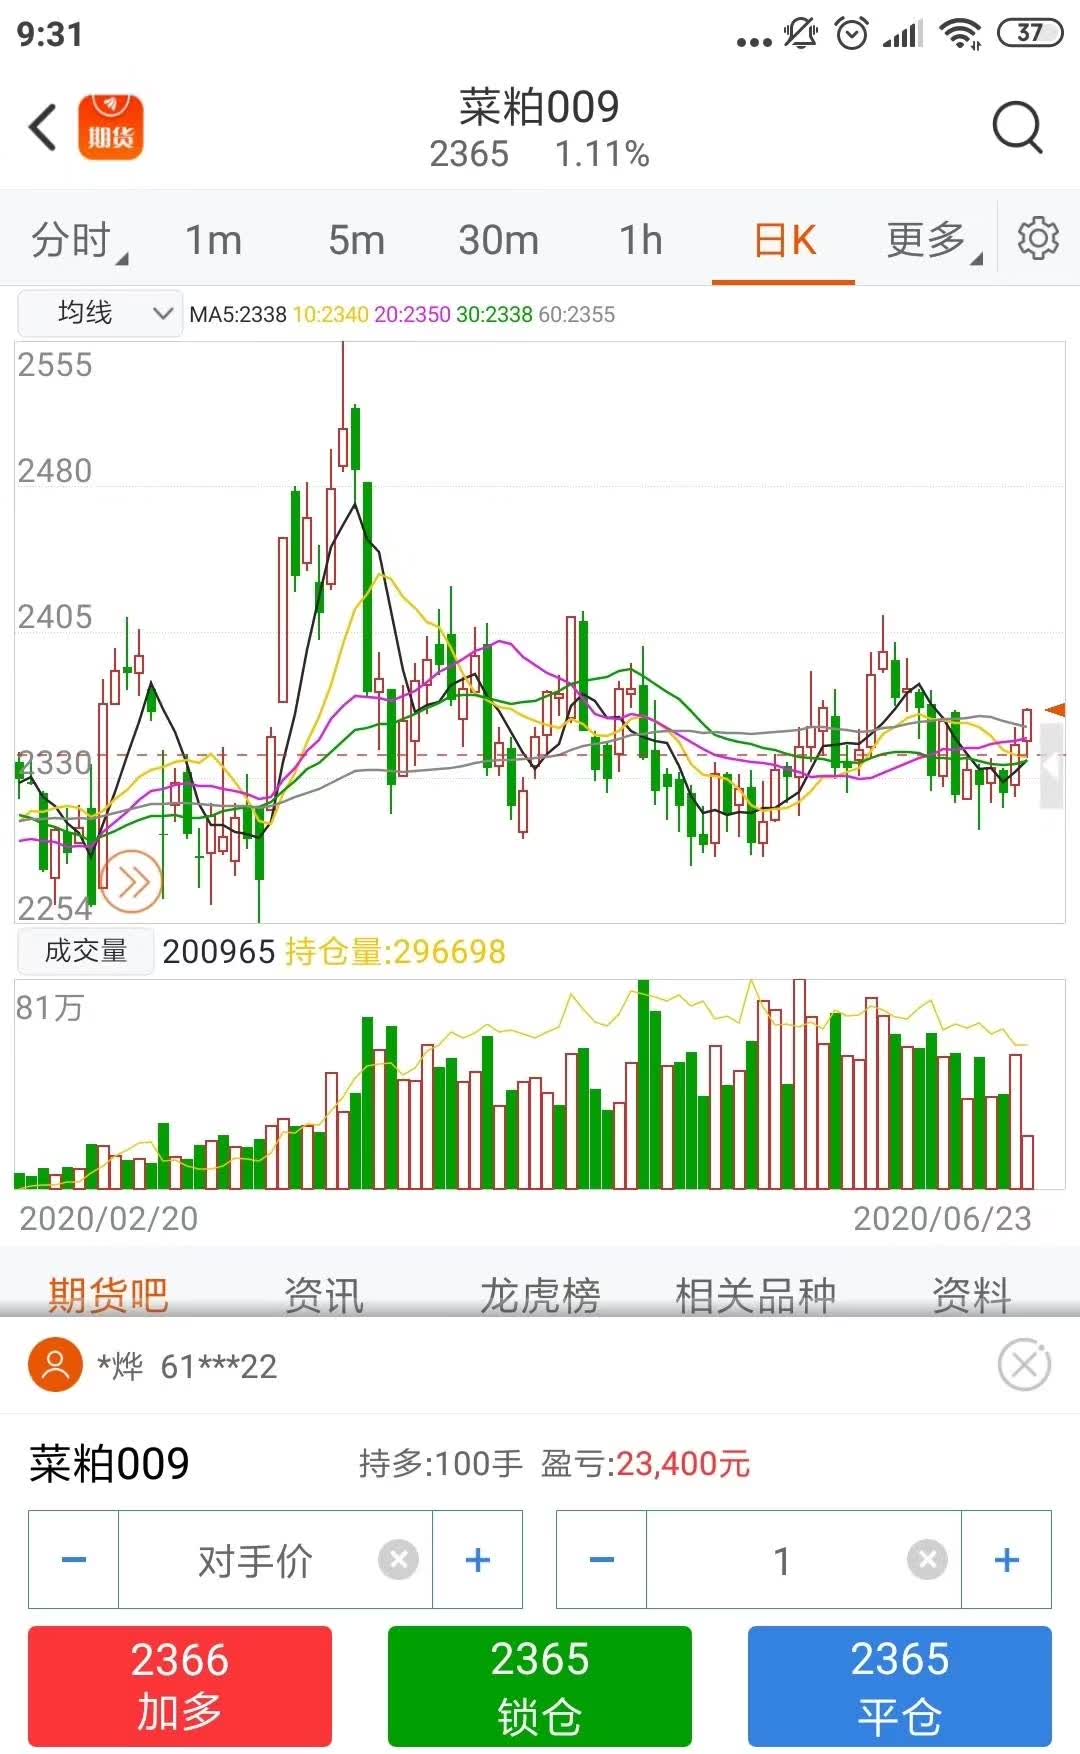 9:31
37
期货
菜粕009
2365 1.11%
分时 1m 5m 30m 1h 日K 更多
均线 MA5:2338 10:2340 20:2350 30:2338 60:2355
2555
2480
2405
2330
2254
成交量 200965 持仓量:296698
81万
2020/02/20 2020/06/23
期货吧 资讯 龙虎榜 相关品种 资料
*烨 61***22
菜粕009 持多:100手 盈亏:23,400元
− 对手价 + − 1 +
2366 2365 2365
加多 锁仓 平仓